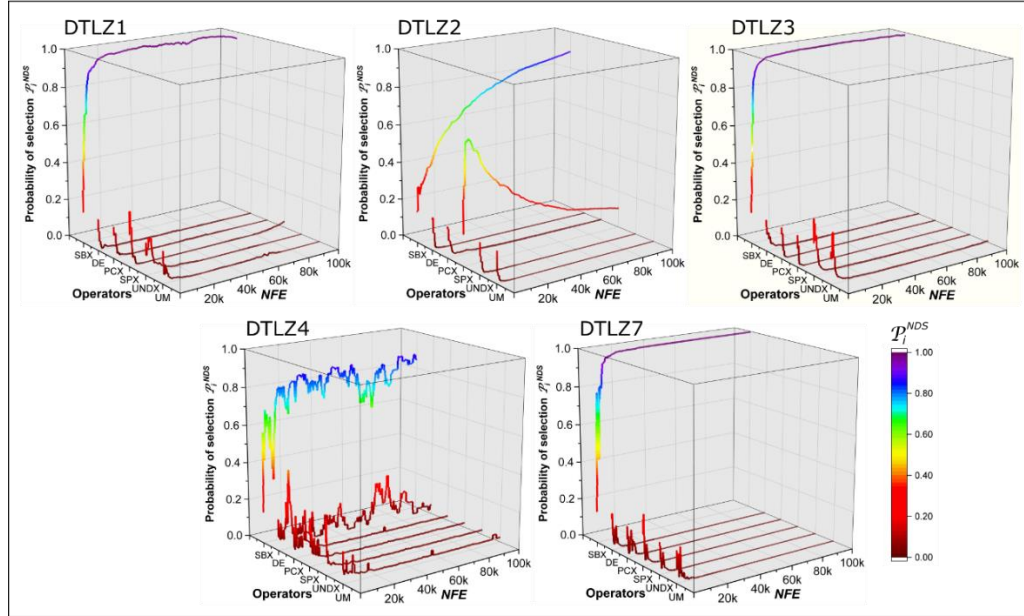 DTLZ1
DTLZ2
DTLZ3
Probability of selection 𝒫ᵢᴺᴰˢ
1.0
0.8
0.6
0.4
0.2
0.0
SBX
DE
PCX
SPX
UNDX
UM
Operators
20k
40k
60k
80k
100k
NFE
Probability of selection 𝒫ᵢᴺᴰˢ
1.0
0.8
0.6
0.4
0.2
0.0
SBX
DE
PCX
SPX
UNDX
UM
Operators
20k
40k
60k
80k
100k
NFE
Probability of selection 𝒫ᵢᴺᴰˢ
1.0
0.8
0.6
0.4
0.2
0.0
SBX
DE
PCX
SPX
UNDX
UM
Operators
20k
40k
60k
80k
100k
NFE
DTLZ4
DTLZ7
Probability of selection 𝒫ᵢᴺᴰˢ
1.0
0.8
0.6
0.4
0.2
0.0
SBX
DE
PCX
SPX
UNDX
UM
Operators
20k
40k
60k
80k
100k
NFE
Probability of selection 𝒫ᵢᴺᴰˢ
1.0
0.8
0.6
0.4
0.2
0.0
SBX
DE
PCX
SPX
UNDX
UM
Operators
20k
40k
60k
80k
100k
NFE
𝒫ᵢᴺᴰˢ
1.00
0.80
0.60
0.40
0.20
0.00